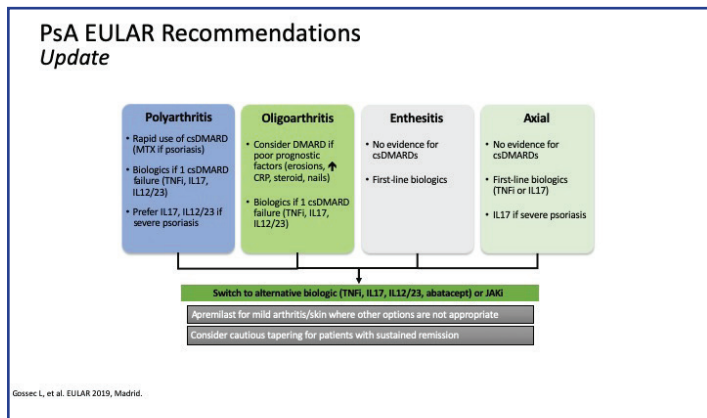 PsA EULAR Recommendations
Update
Polyarthritis
• Rapid use of csDMARD
(MTX if psoriasis)
• Biologics if 1 csDMARD
failure (TNFi, IL17,
IL12/23)
• Prefer IL17, IL12/23 if
severe psoriasis
Oligoarthritis
• Consider DMARD if
poor prognostic
factors (erosions, ↑
CRP, steroid, nails)
• Biologics if 1 csDMARD
failure (TNFi, IL17,
IL12/23)
Enthesitis
• No evidence for
csDMARDs
• First-line biologics
Axial
• No evidence for
csDMARDs
• First-line biologics
(TNFi or IL17)
• IL17 if severe psoriasis
Switch to alternative biologic (TNFi, IL17, IL12/23, abatacept) or JAKi
Apremilast for mild arthritis/skin where other options are not appropriate
Consider cautious tapering for patients with sustained remission
Gossec L, et al. EULAR 2019, Madrid.